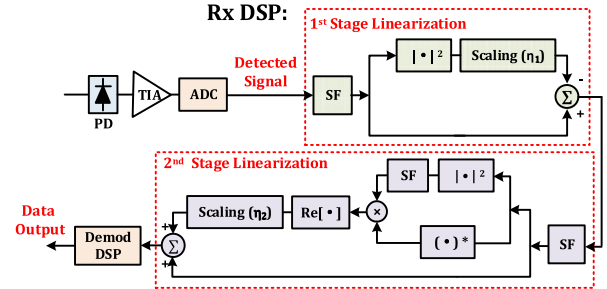 Rx DSP:
1st Stage Linearization
|•|²
Scaling (η₁)
Detected
Signal
PD
TIA
ADC
SF
Σ
-
+
2nd Stage Linearization
SF
|•|²
Scaling (η₂)
Re[•]
×
(•)*
SF
Data
Output
Demod
DSP
Σ
+
+